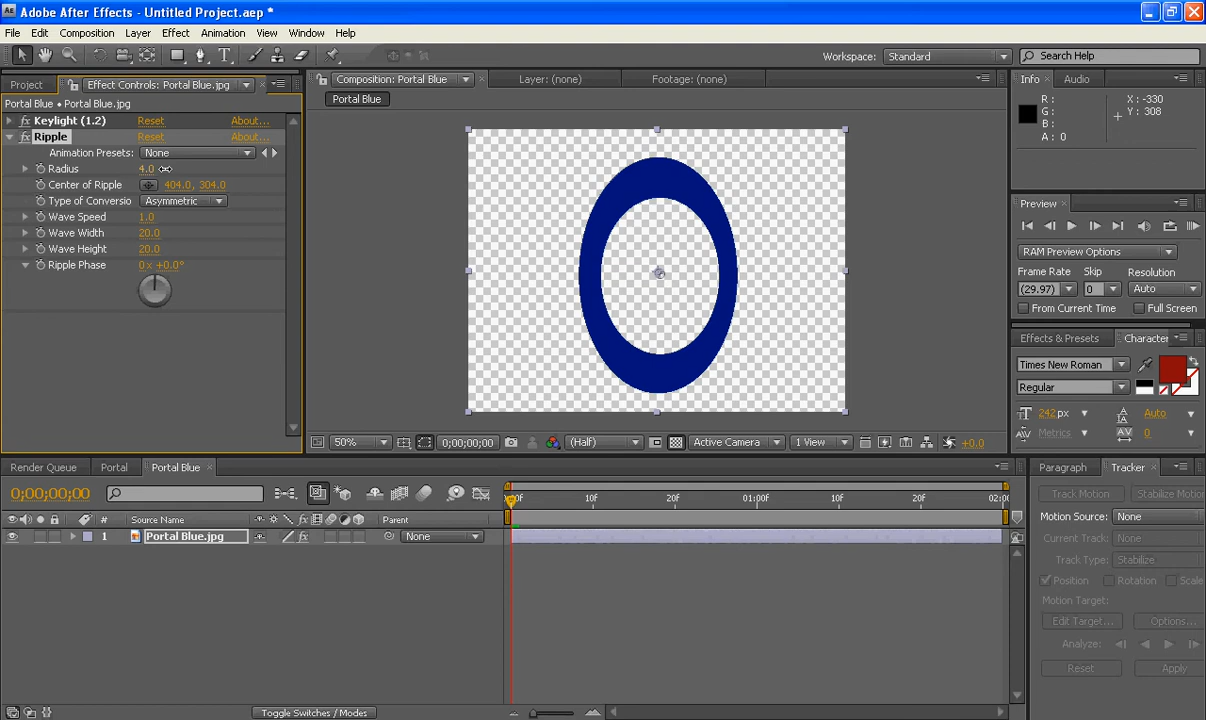 Adobe After Effects - Untitled Project.aep *
File Edit Composition Layer Effect Animation View Window Help
Workspace: Standard Search Help
Project Effect Controls: Portal Blue.jpg Composition: Portal Blue Layer: (none) Footage: (none) Info Audio
Portal Blue • Portal Blue.jpg Portal Blue
Keylight (1.2) Reset About...
Ripple Reset About...
Animation Presets: None
Radius 4.0
Center of Ripple 404.0, 304.0
Type of Conversio Asymmetric
Wave Speed 1.0
Wave Width 20.0
Wave Height 20.0
Ripple Phase 0x +0.0°
R :
G :
B :
A : 0
X : -330
Y : 308
Preview
RAM Preview Options
Frame Rate Skip Resolution
(29.97) 0 Auto
From Current Time Full Screen
Effects & Presets Character
Times New Roman
Regular
242 px Auto
Metrics 0
50% 0;00;00;00 (Half) Active Camera 1 View +0.0
Render Queue Portal Portal Blue Paragraph Tracker
0;00;00;00
:00f 10f 20f 01:00f 10f 20f 02:00
# Source Name Parent
1 Portal Blue.jpg None
Track Motion Stabilize Motion
Motion Source: None
Current Track: None
Track Type: Stabilize
Position Rotation Scale
Motion Target:
Edit Target... Options...
Analyze:
Reset Apply
Toggle Switches / Modes